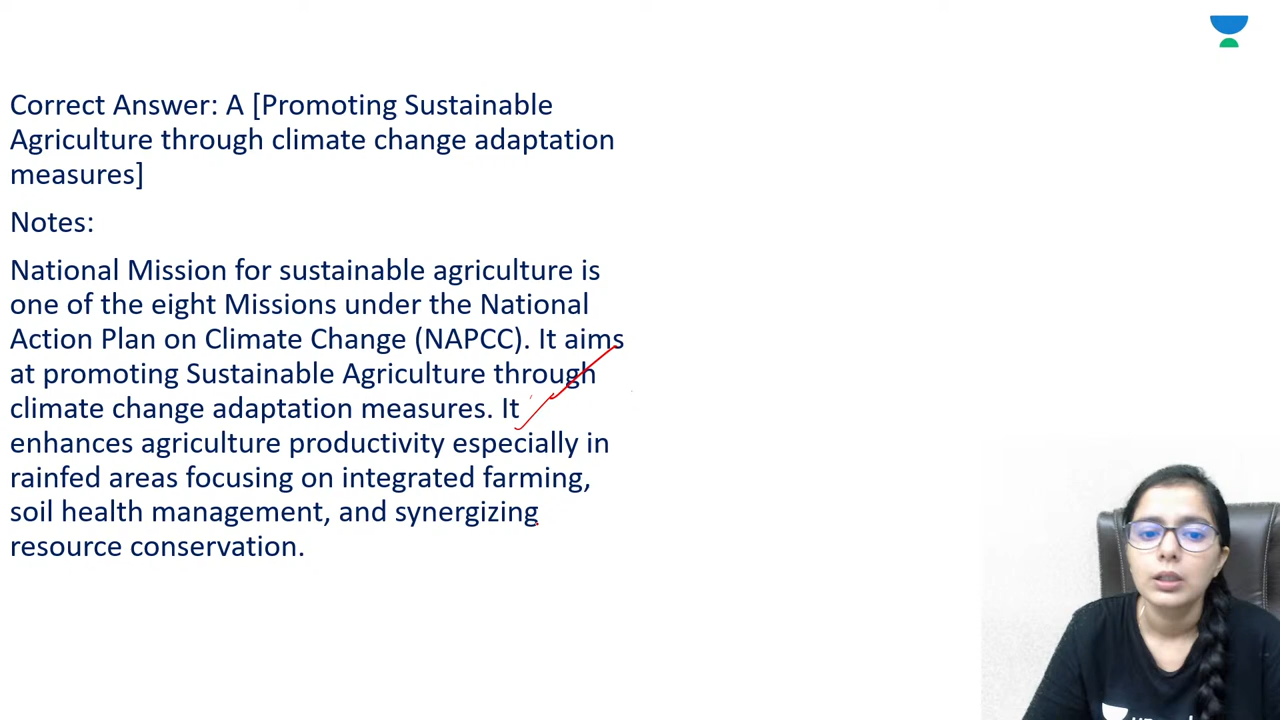 Correct Answer: A [Promoting Sustainable
Agriculture through climate change adaptation
measures]
Notes:
National Mission for sustainable agriculture is
one of the eight Missions under the National
Action Plan on Climate Change (NAPCC). It aims
at promoting Sustainable Agriculture through
climate change adaptation measures. It
enhances agriculture productivity especially in
rainfed areas focusing on integrated farming,
soil health management, and synergizing
resource conservation.